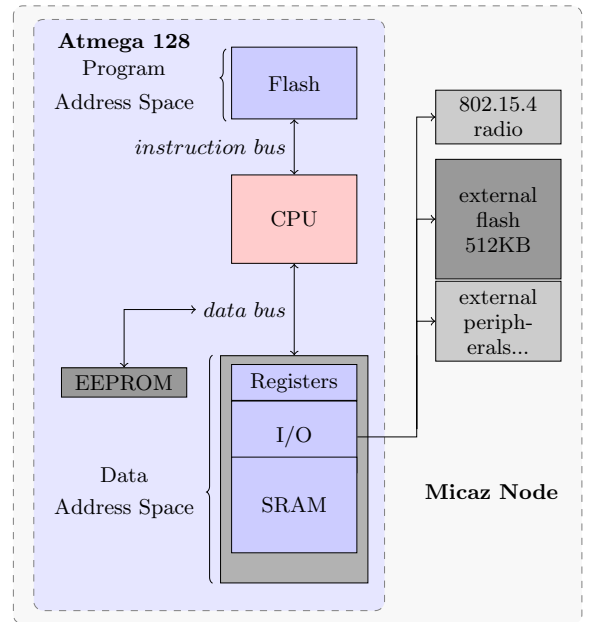 Atmega 128
Program
Address Space
Flash
instruction bus
CPU
data bus
EEPROM
Registers
I/O
SRAM
Data
Address Space
802.15.4
radio
external
flash
512KB
external
periph-
erals...
Micaz Node